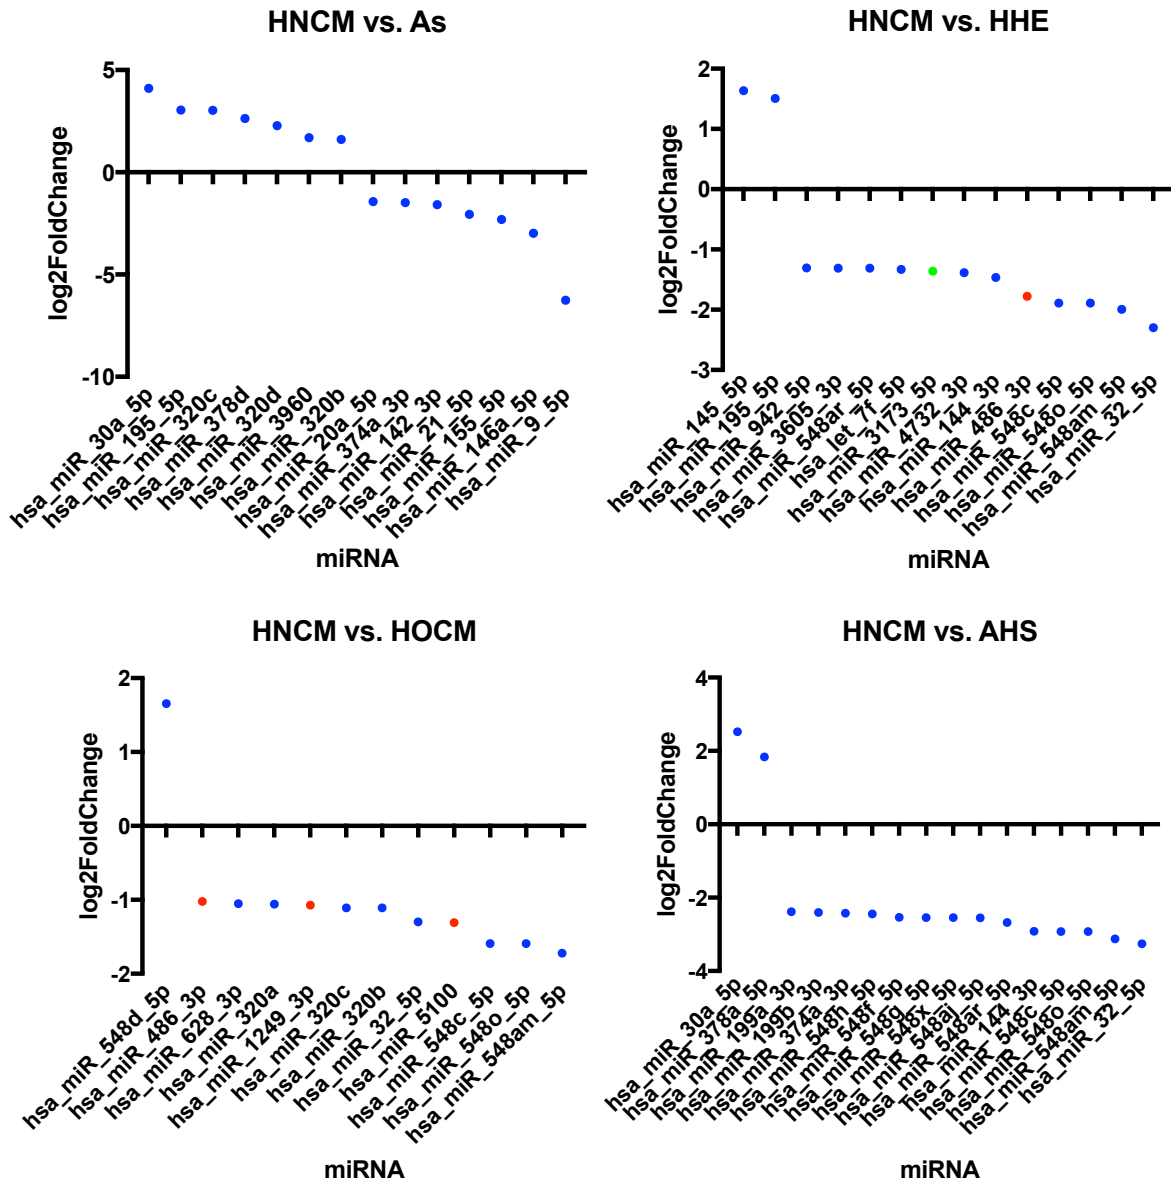 HNCM vs. As
log2FoldChange
5
0
-5
-10
hsa_miR_30a_5p
hsa_miR_195_5p
hsa_miR_320c
hsa_miR_378d
hsa_miR_320d
hsa_miR_3960
hsa_miR_320b
hsa_miR_20a_5p
hsa_miR_374a_3p
hsa_miR_142_3p
hsa_miR_21_5p
hsa_miR_155_5p
hsa_miR_146a_5p
hsa_miR_9_5p
miRNA
HNCM vs. HHE
log2FoldChange
2
1
0
-1
-2
-3
hsa_miR_145_5p
hsa_miR_195_5p
hsa_miR_942_5p
hsa_miR_3605_3p
hsa_miR_548ar_5p
hsa_let_7f_5p
hsa_miR_3173_5p
hsa_miR_4732_3p
hsa_miR_144_3p
hsa_miR_486_3p
hsa_miR_548c_5p
hsa_miR_548o_5p
hsa_miR_548am_5p
hsa_miR_32_5p
miRNA
HNCM vs. HOCM
log2FoldChange
2
1
0
-1
-2
hsa_miR_548d_5p
hsa_miR_486_3p
hsa_miR_628_3p
hsa_miR_320a
hsa_miR_1249_3p
hsa_miR_320c
hsa_miR_320b
hsa_miR_32_5p
hsa_miR_5100
hsa_miR_548c_5p
hsa_miR_548o_5p
hsa_miR_548am_5p
miRNA
HNCM vs. AHS
log2FoldChange
4
2
0
-2
-4
hsa_miR_30a_5p
hsa_miR_378a_5p
hsa_miR_199a_3p
hsa_miR_199b_3p
hsa_miR_374a_3p
hsa_miR_548h_5p
hsa_miR_548f_5p
hsa_miR_548g_5p
hsa_miR_548x_5p
hsa_miR_548aj_5p
hsa_miR_548ar_5p
hsa_miR_144_3p
hsa_miR_548c_5p
hsa_miR_548o_5p
hsa_miR_548am_5p
hsa_miR_32_5p
miRNA